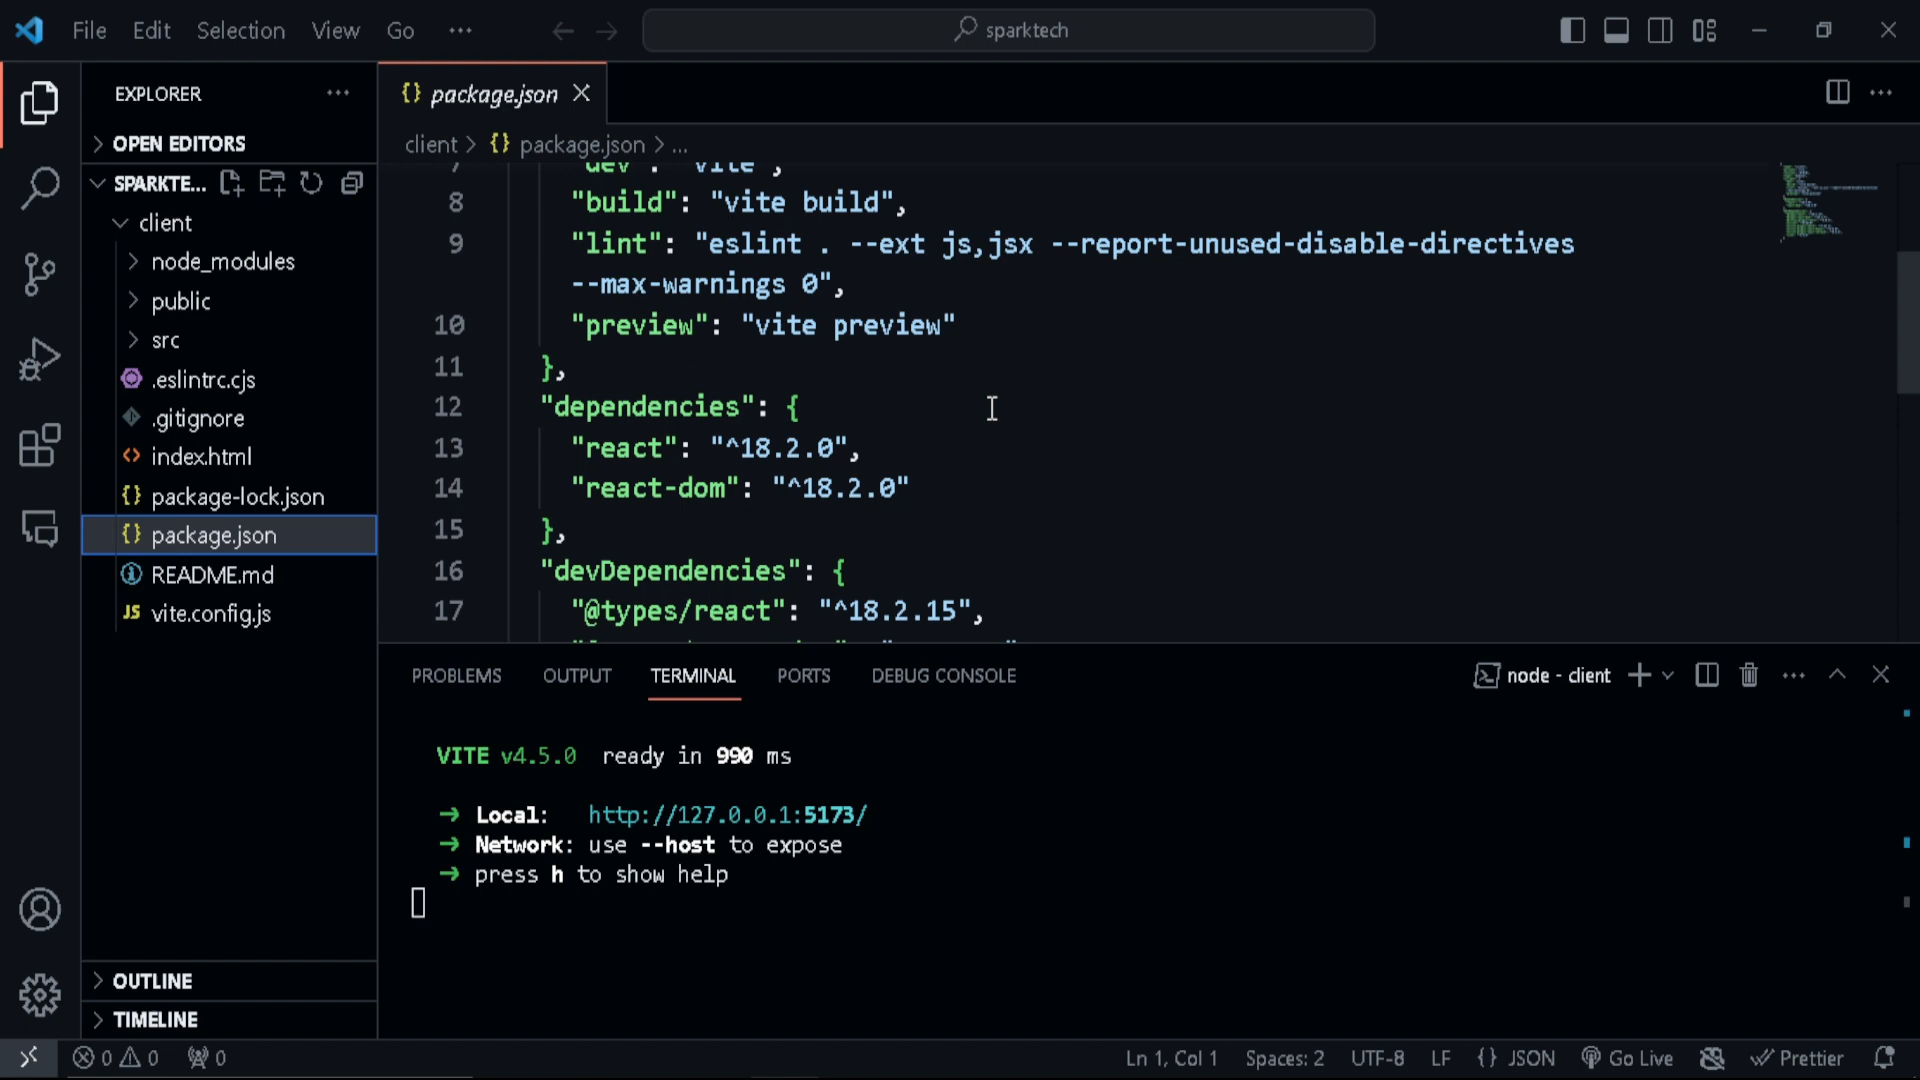 File Edit Selection View Go ···
sparktech
EXPLORER ···
OPEN EDITORS
SPARKTE...
client
node_modules
public
src
.eslintrc.cjs
.gitignore
index.html
{} package-lock.json
{} package.json
README.md
JS vite.config.js
OUTLINE
TIMELINE
{} package.json
client > {} package.json > ...
7 "dev": "vite",
8 "build": "vite build",
9 "lint": "eslint . --ext js,jsx --report-unused-disable-directives
--max-warnings 0",
10 "preview": "vite preview"
11 },
12 "dependencies": {
13 "react": "^18.2.0",
14 "react-dom": "^18.2.0"
15 },
16 "devDependencies": {
17 "@types/react": "^18.2.15",
PROBLEMS OUTPUT TERMINAL PORTS DEBUG CONSOLE
node - client
VITE v4.5.0 ready in 990 ms
➜ Local: http://127.0.0.1:5173/
➜ Network: use --host to expose
➜ press h to show help
0 0 0
Ln 1, Col 1 Spaces: 2 UTF-8 LF {} JSON Go Live Prettier